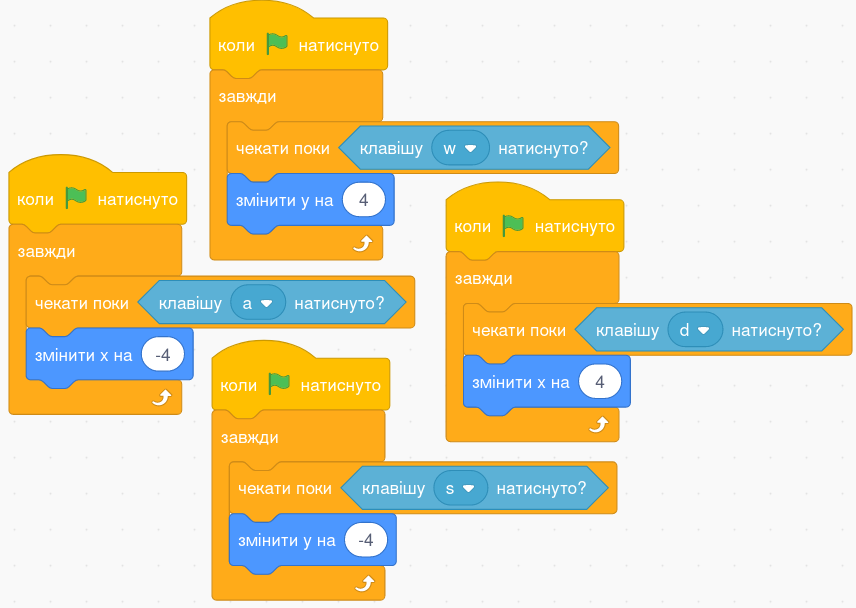 коли натиснуто
завжди
чекати поки клавішу w натиснуто?
змінити y на 4
коли натиснуто
завжди
чекати поки клавішу a натиснуто?
змінити x на -4
коли натиснуто
завжди
чекати поки клавішу d натиснуто?
змінити x на 4
коли натиснуто
завжди
чекати поки клавішу s натиснуто?
змінити y на -4